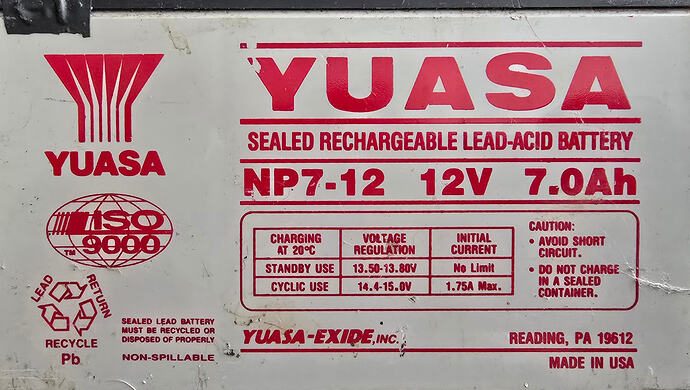 YUASA
YUASA
SEALED RECHARGEABLE LEAD-ACID BATTERY
NP7-12 12V 7.0Ah
™ ISO 9000
CHARGING AT 20°C VOLTAGE REGULATION INITIAL CURRENT
STANDBY USE 13.50-13.80V No Limit
CYCLIC USE 14.4-15.0V 1.75A Max.
CAUTION:
• AVOID SHORT
CIRCUIT.
• DO NOT CHARGE
IN A SEALED
CONTAINER.
LEAD RETURN
RECYCLE
Pb
SEALED LEAD BATTERY
MUST BE RECYCLED OR
DISPOSED OF PROPERLY
NON-SPILLABLE
YUASA-EXIDE, INC.
READING, PA 19612
MADE IN USA